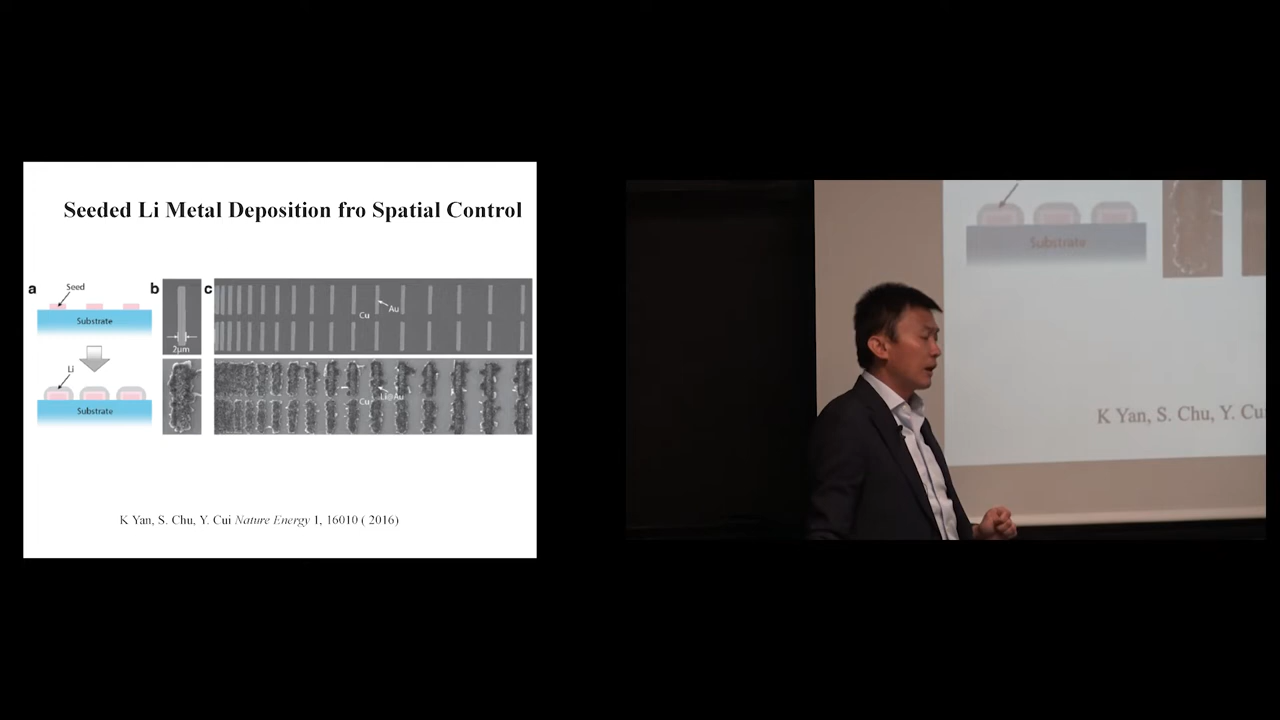 Seeded Li Metal Deposition fro Spatial Control
a
Seed
Substrate
Li
Substrate
b
2μm
c
Cu
Au
Cu
Li@Au
K Yan, S. Chu, Y. Cui Nature Energy 1, 16010 ( 2016)
Substrate
K Yan, S. Chu, Y. Cu